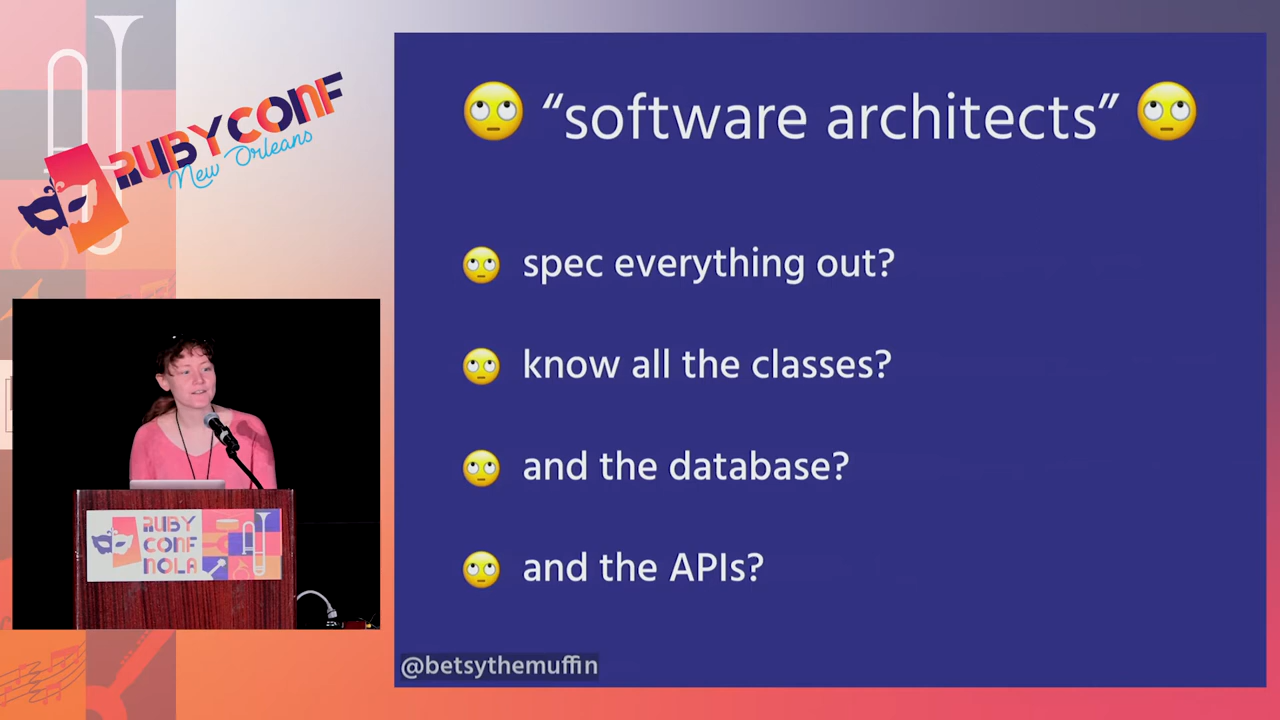 RUBYCONF
New Orleans
“software architects”
spec everything out?
know all the classes?
and the database?
and the APIs?
@betsythemuffin
RUBY
CONF
NOLA